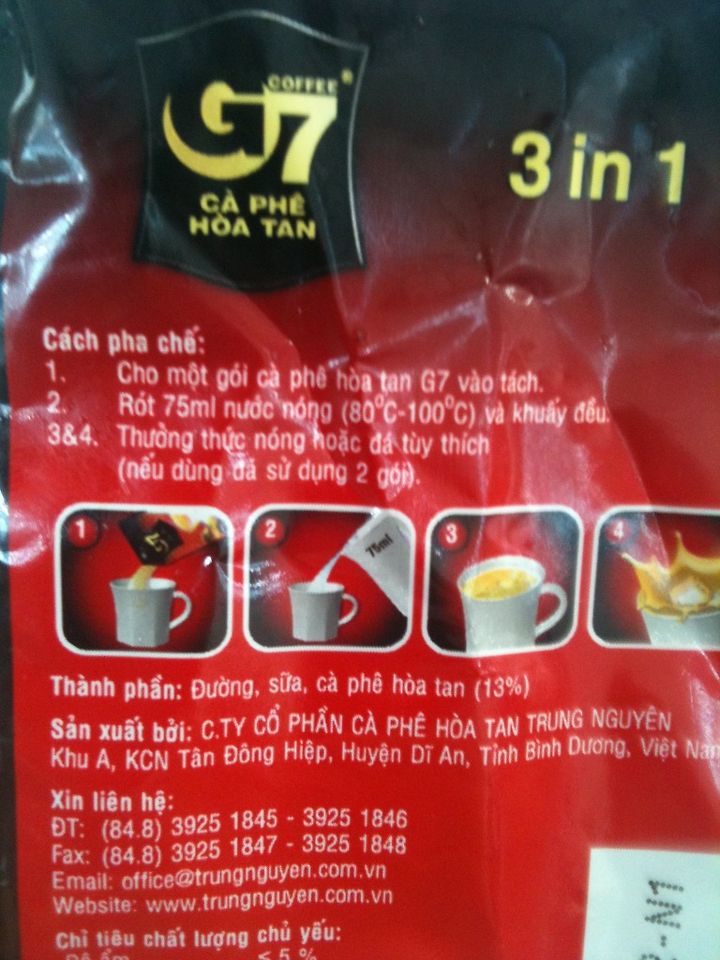 COFFEE
G7®
CÀ PHÊ
HÒA TAN
3 in 1
Cách pha chế:
1. Cho một gói cà phê hòa tan G7 vào tách.
2. Rót 75ml nước nóng (80°C-100°C) và khuấy đều.
3&4. Thưởng thức nóng hoặc đá tùy thích
(nếu dùng đá sử dụng 2 gói).
1 2 3 4
75ml
Thành phần: Đường, sữa, cà phê hòa tan (13%)
Sản xuất bởi: C.TY CỔ PHẦN CÀ PHÊ HÒA TAN TRUNG NGUYÊN
Khu A, KCN Tân Đông Hiệp, Huyện Dĩ An, Tỉnh Bình Dương, Việt Nam
Xin liên hệ:
ĐT: (84.8) 3925 1845 - 3925 1846
Fax: (84.8) 3925 1847 - 3925 1848
Email: office@trungnguyen.com.vn
Website: www.trungnguyen.com.vn
Chỉ tiêu chất lượng chủ yếu:
Độ ẩm ≤ 5 %